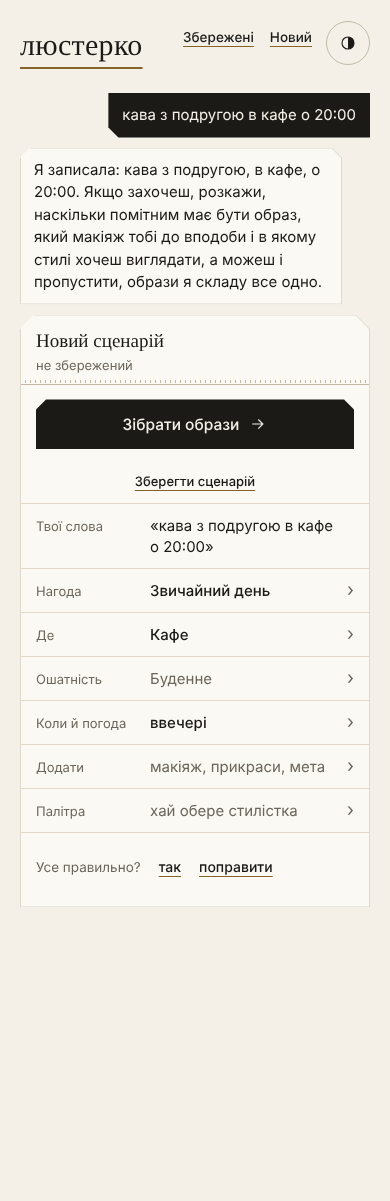 люстерко
Збережені Новий
кава з подругою в кафе о 20:00
Я записала: кава з подругою, в кафе, о
20:00. Якщо захочеш, розкажи,
наскільки помітним має бути образ,
який макіяж тобі до вподоби і в якому
стилі хочеш виглядати, а можеш і
пропустити, образи я складу все одно.
Новий сценарій
не збережений
Зібрати образи →
Зберегти сценарій
Твої слова «кава з подругою в кафе
о 20:00»
Нагода Звичайний день ›
Де Кафе ›
Ошатність Буденне ›
Коли й погода ввечері ›
Додати макіяж, прикраси, мета ›
Палітра хай обере стилістка ›
Усе правильно? так поправити